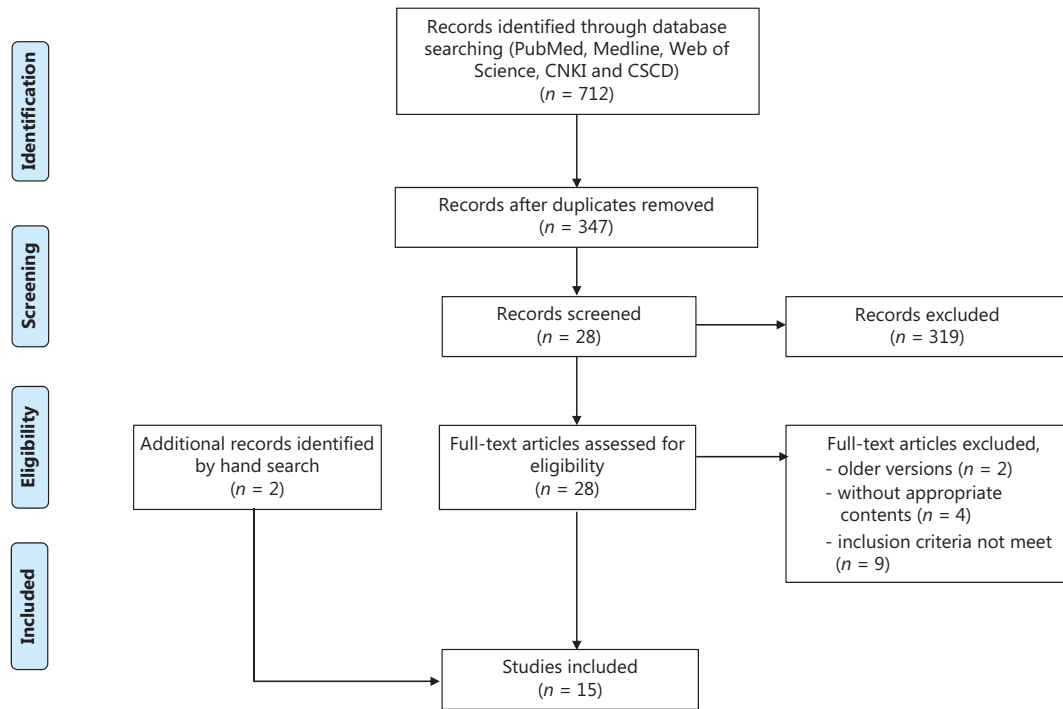 Identification
Records identified through database
searching (PubMed, Medline, Web of
Science, CNKI and CSCD)
(n = 712)
Records after duplicates removed
(n = 347)
Screening
Records screened
(n = 28)
Records excluded
(n = 319)
Eligibility
Additional records identified
by hand search
(n = 2)
Full-text articles assessed for
eligibility
(n = 28)
Full-text articles excluded,
- older versions (n = 2)
- without appropriate
contents (n = 4)
- inclusion criteria not meet
(n = 9)
Included
Studies included
(n = 15)